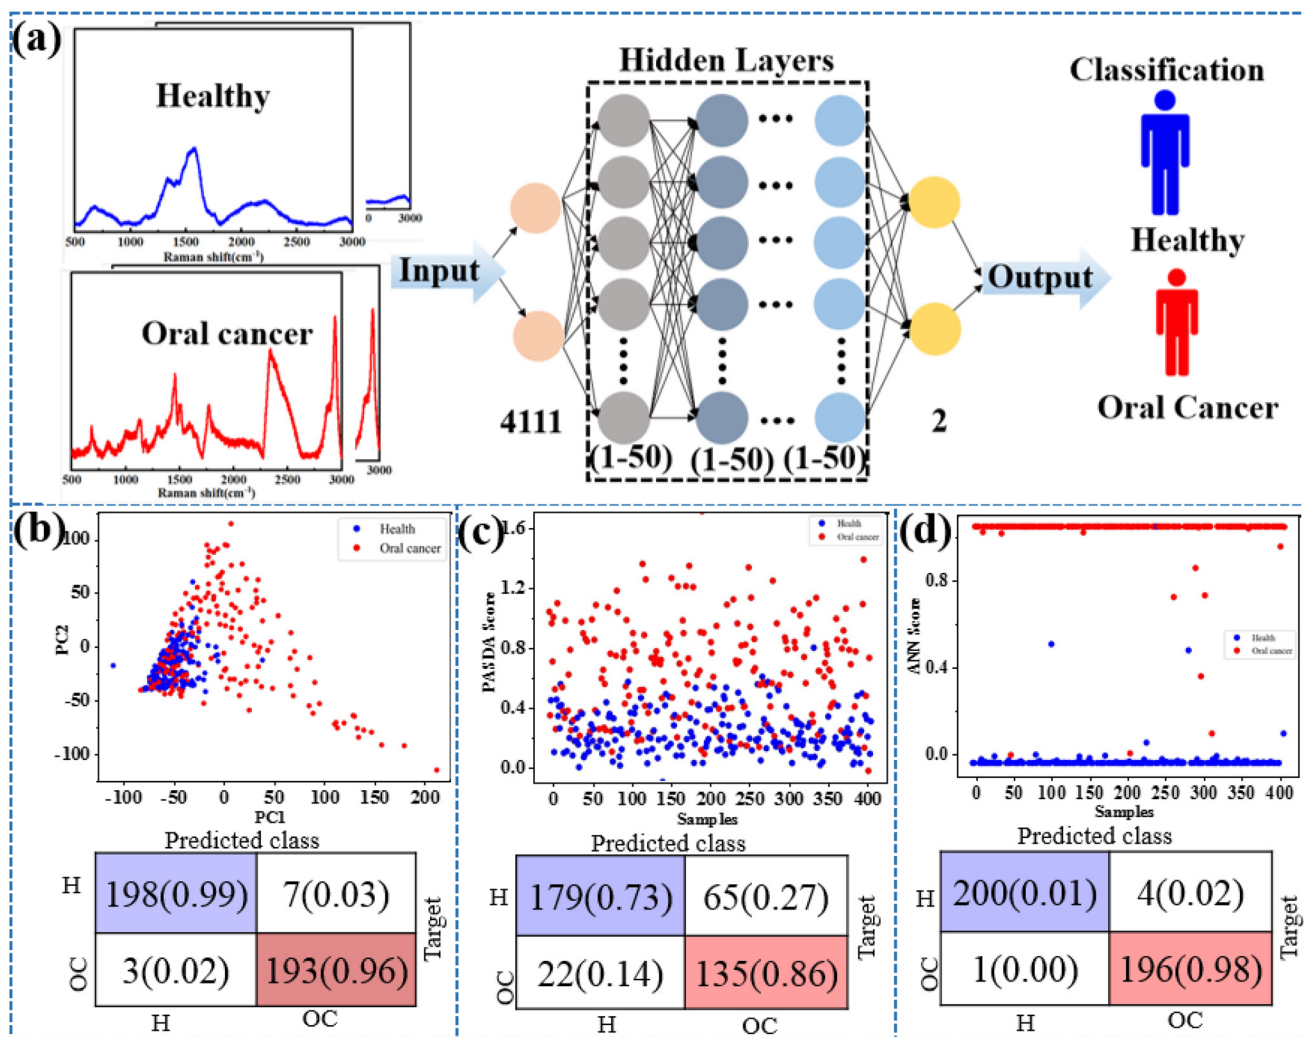 (a)
Healthy
500 1000 1500 2000 2500 3000
Raman shift(cm-1)
3000
Oral cancer
500 1000 1500 2000 2500 3000
Raman shift(cm-1)
3000
Input
4111
Hidden Layers
(1-50) (1-50) (1-50)
2
Output
Classification
Healthy
Oral Cancer
(b)
Health
Oral cancer
PC2
100
50
0
-50
-100
-100 -50 0 50 100 150 200
PC1
Predicted class
H 198(0.99) 7(0.03)
OC 3(0.02) 193(0.96)
H OC
Target
(c)
Health
Oral cancer
PASDA Score
1.6
1.2
0.8
0.4
0.0
0 50 100 150 200 250 300 350 400
Samples
Predicted class
H 179(0.73) 65(0.27)
OC 22(0.14) 135(0.86)
H OC
Target
(d)
Health
Oral cancer
ANN Score
0.8
0.4
0.0
0 50 100 150 200 250 300 350 400
Samples
Predicted class
H 200(0.01) 4(0.02)
OC 1(0.00) 196(0.98)
H OC
Target